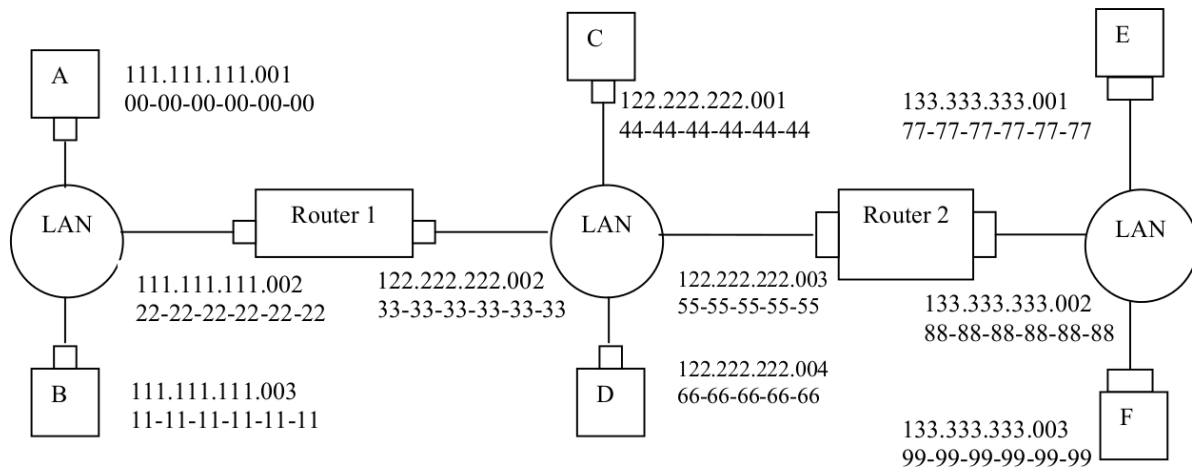 A
111.111.111.001
00-00-00-00-00-00
C
122.222.222.001
44-44-44-44-44-44
E
133.333.333.001
77-77-77-77-77-77
LAN
Router 1
LAN
Router 2
LAN
111.111.111.002
22-22-22-22-22-22
122.222.222.002
33-33-33-33-33-33
122.222.222.003
55-55-55-55-55
133.333.333.002
88-88-88-88-88-88
B
111.111.111.003
11-11-11-11-11-11
D
122.222.222.004
66-66-66-66-66
F
133.333.333.003
99-99-99-99-99-99